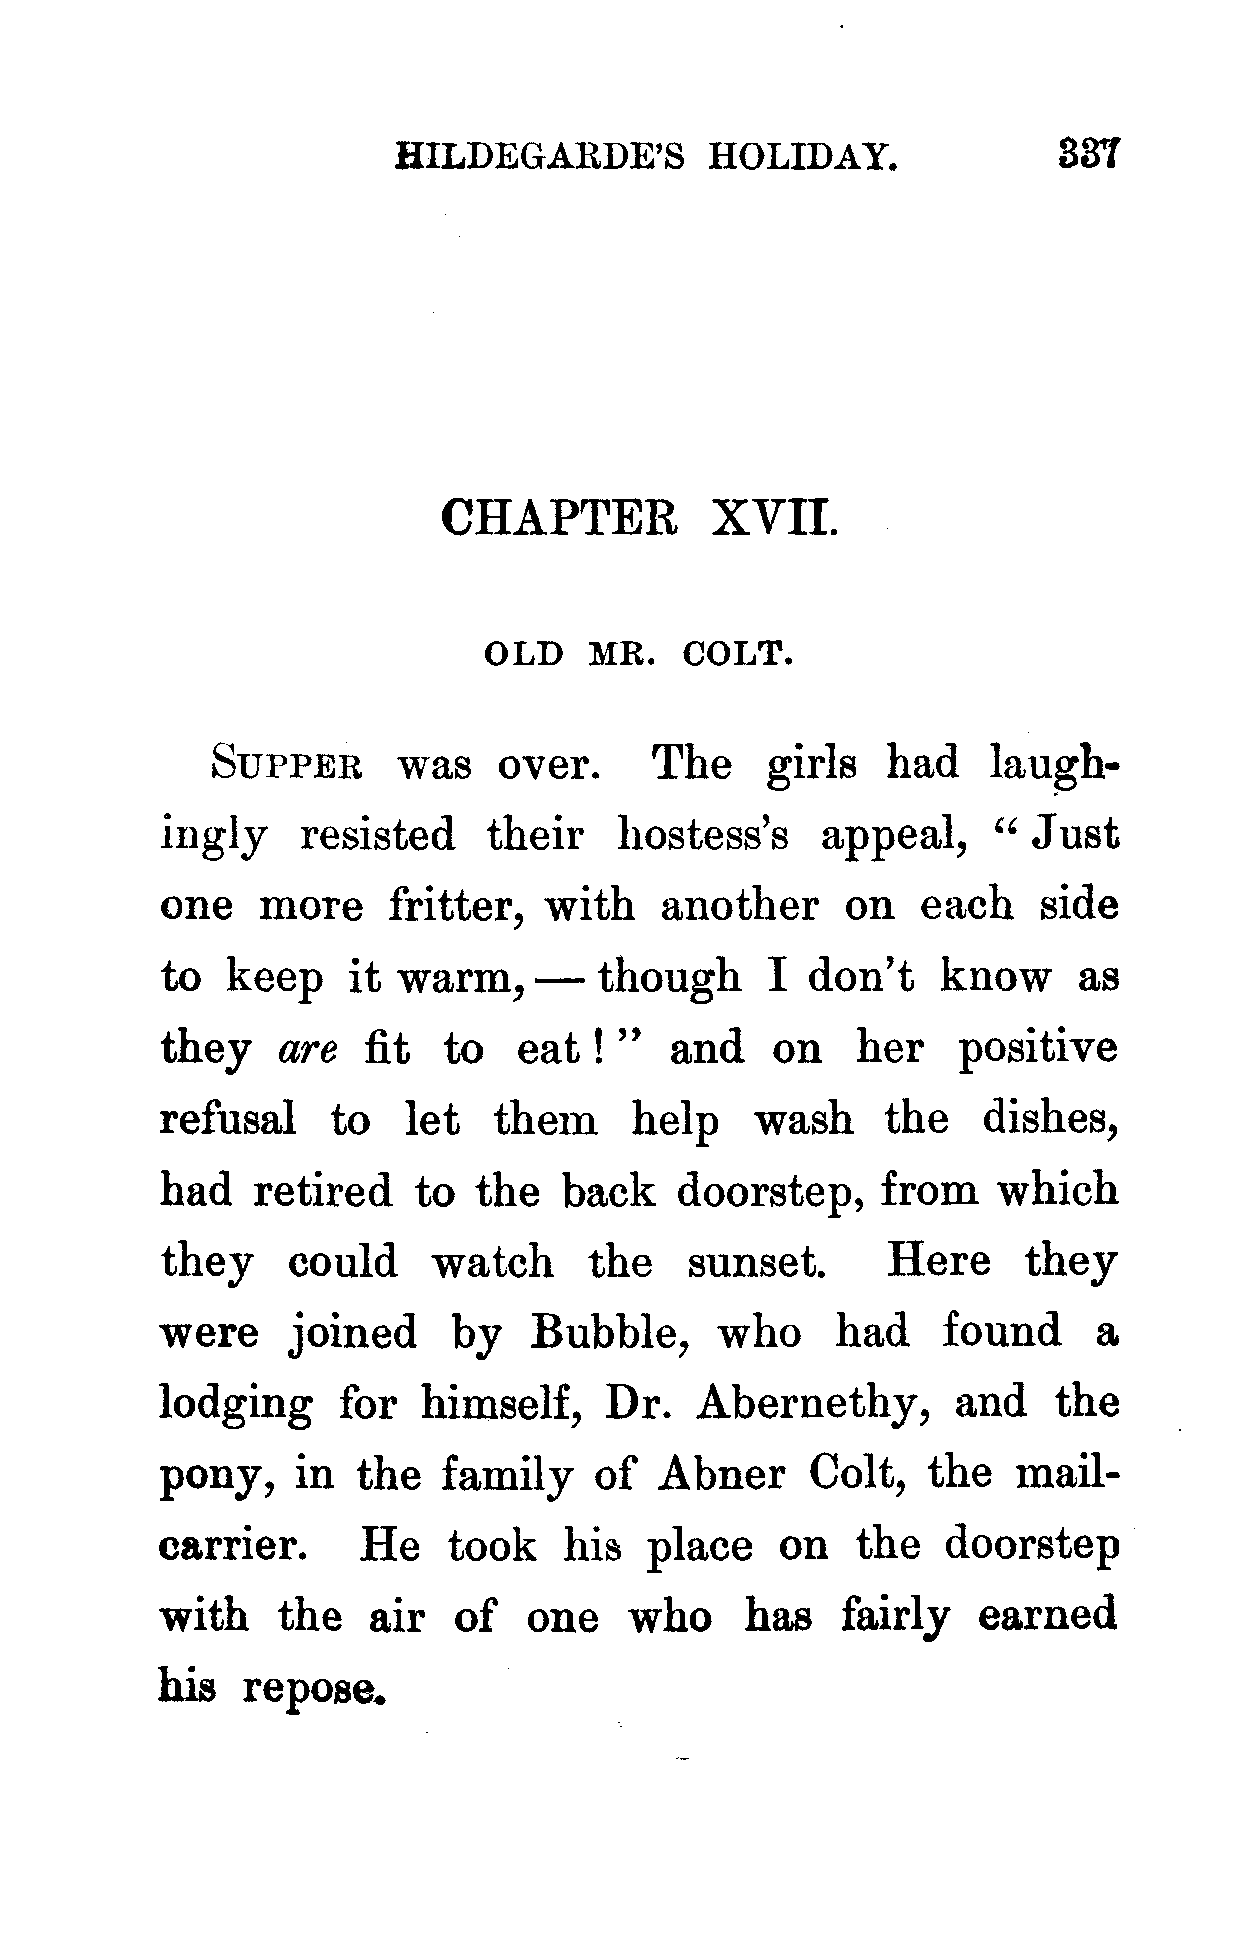 HILDEGARDE'S HOLIDAY. 337
CHAPTER XVII.
OLD MR. COLT.
SUPPER was over. The girls had laugh-
ingly resisted their hostess's appeal, “ Just
one more fritter, with another on each side
to keep it warm, — though I don't know as
they are fit to eat ! ” and on her positive
refusal to let them help wash the dishes,
had retired to the back doorstep, from which
they could watch the sunset. Here they
were joined by Bubble, who had found a
lodging for himself, Dr. Abernethy, and the
pony, in the family of Abner Colt, the mail-
carrier. He took his place on the doorstep
with the air of one who has fairly earned
his repose.